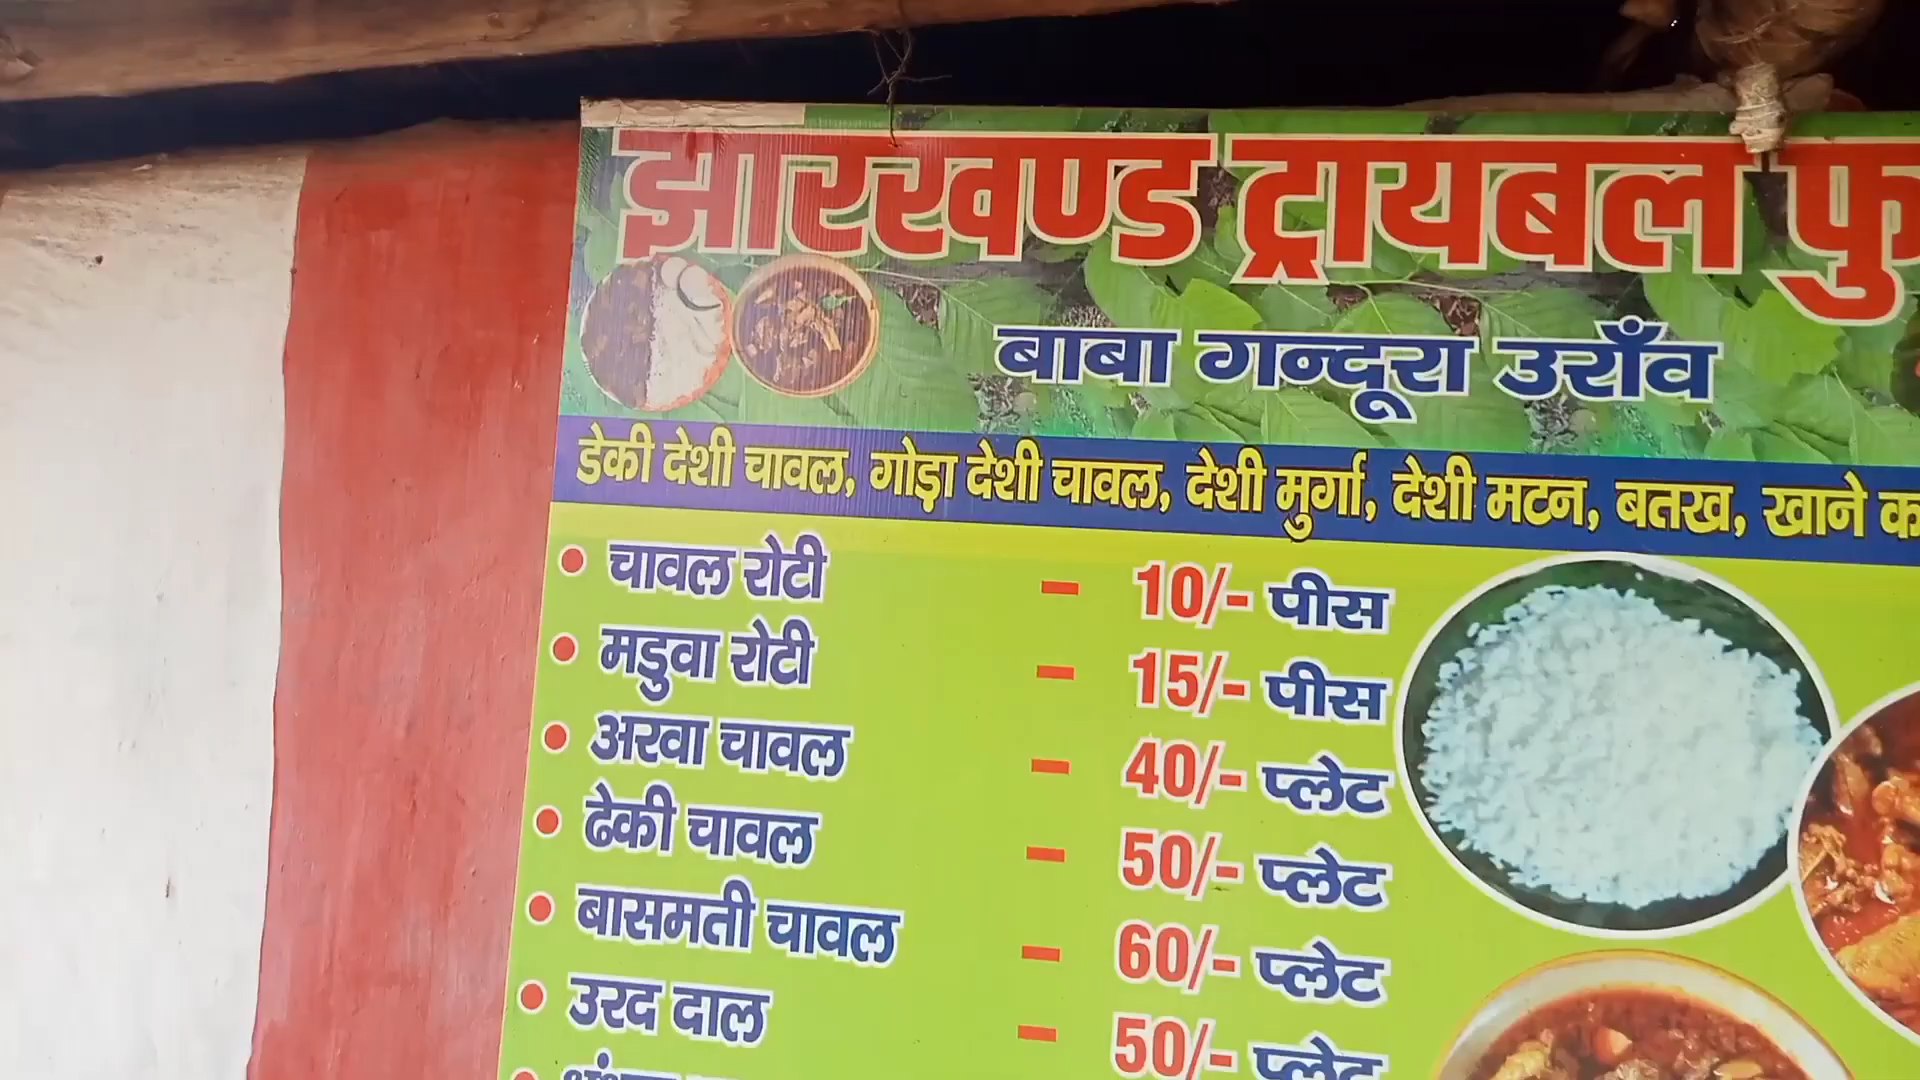 झारखण्ड ट्रायबल फु
बाबा गन्दूरा उराँव
डेकी देशी चावल, गोड़ा देशी चावल, देशी मुर्गा, देशी मटन, बतख, खाने
• चावल रोटी - 10/- पीस
• मडुवा रोटी - 15/- पीस
• अरवा चावल - 40/- प्लेट
• ढेकी चावल - 50/- प्लेट
• बासमती चावल - 60/- प्लेट
• उरद दाल - 50/- प्लेट